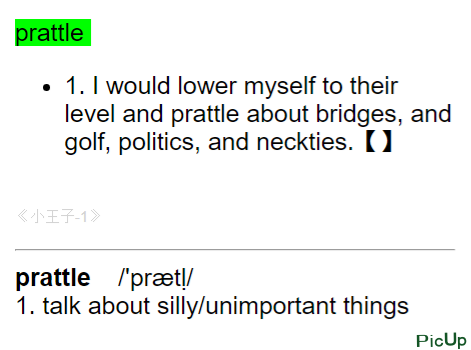 prattle
• 1. I would lower myself to their
level and prattle about bridges, and
golf, politics, and neckties.【 】
《小王子-1》
prattle /'prætl̩/
1. talk about silly/unimportant things
PicUp